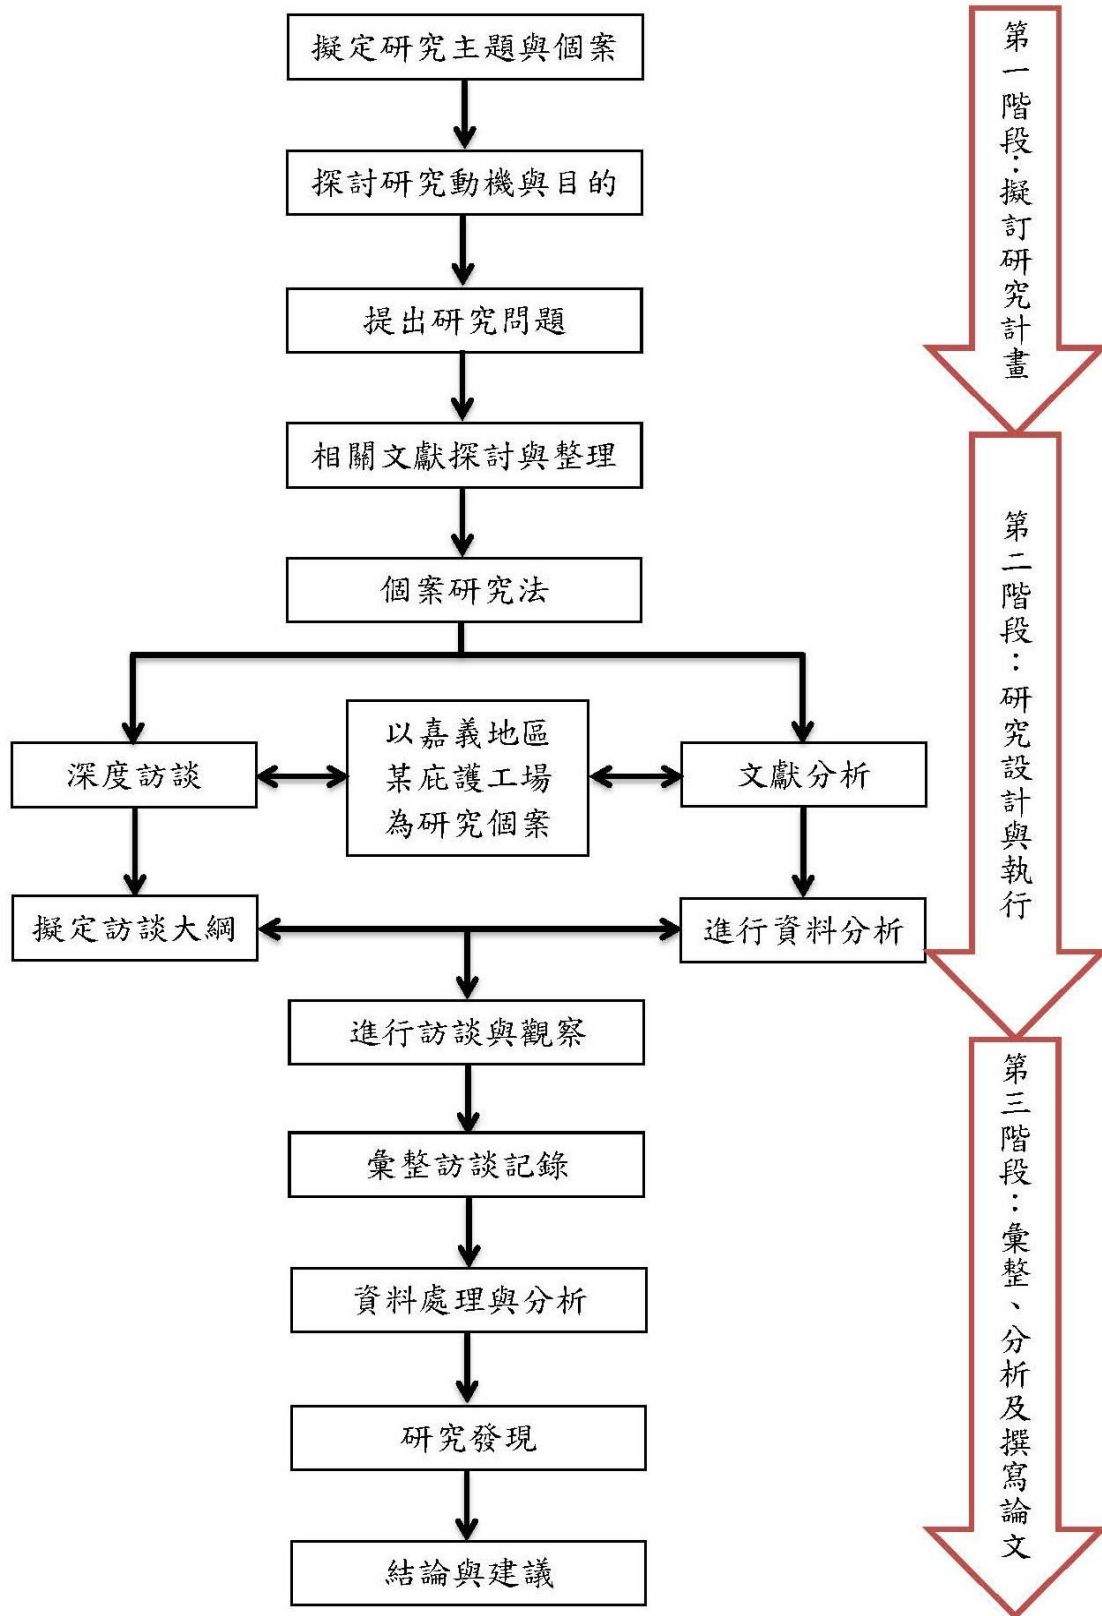 擬定研究主題與個案
探討研究動機與目的
提出研究問題
相關文獻探討與整理
個案研究法
深度訪談
以嘉義地區
某庇護工場
為研究個案
文獻分析
擬定訪談大綱
進行資料分析
進行訪談與觀察
彙整訪談記錄
資料處理與分析
研究發現
結論與建議
第一階段：擬訂研究計畫
第二階段：研究設計與執行
第三階段：彙整、分析及撰寫論文